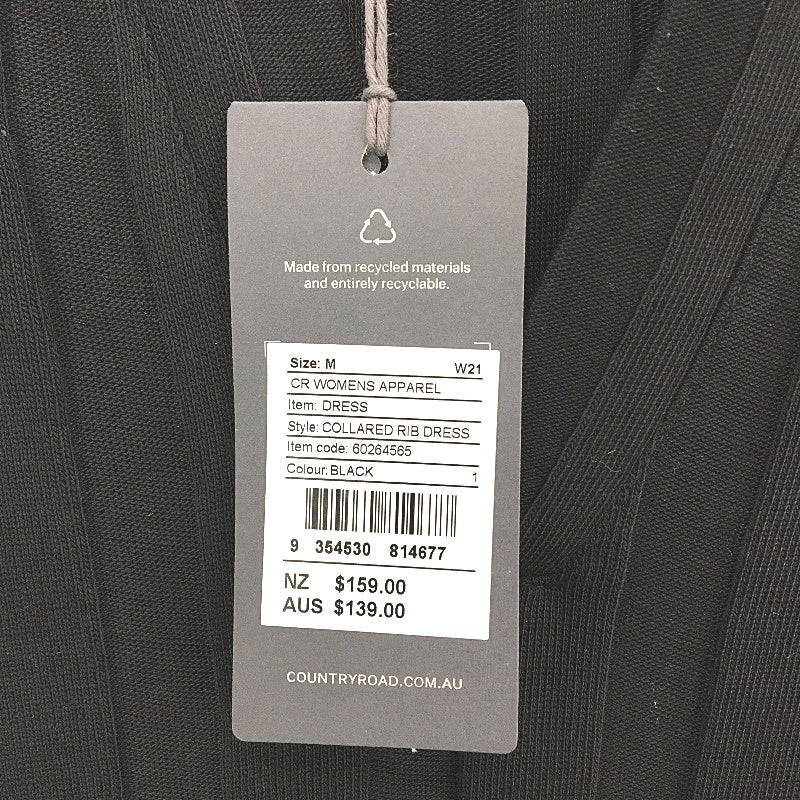 Made from recycled materials
and entirely recyclable.
Size: M W21
CR WOMENS APPAREL
Item: DRESS
Style: COLLARED RIB DRESS
Item code: 60264565
Colour: BLACK 1
9 354530 814677
NZ $159.00
AUS $139.00
COUNTRYROAD.COM.AU